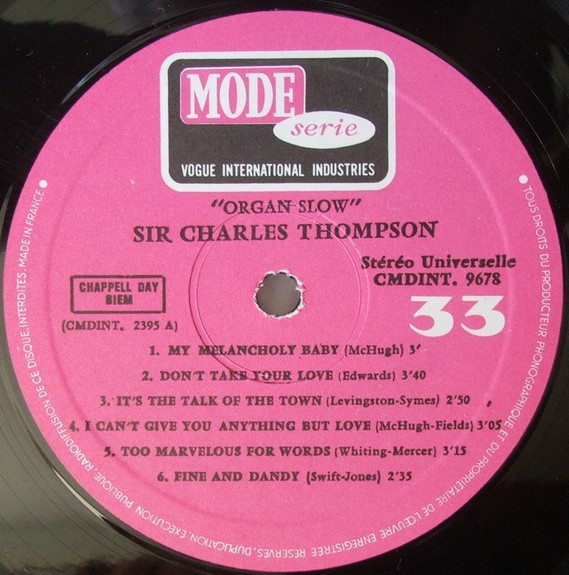 MODE
serie
VOGUE INTERNATIONAL INDUSTRIES
"ORGAN SLOW"
SIR CHARLES THOMPSON
Stéréo Universelle
CMDINT. 9678
33
CHAPPELL DAY
BIEM
(CMDINT. 2395 A)
1. MY MELANCHOLY BABY (McHugh) 3'
2. DON'T TAKE YOUR LOVE (Edwards) 3'40
3. IT'S THE TALK OF THE TOWN (Levingston-Symes) 2'50
4. I CAN'T GIVE YOU ANYTHING BUT LOVE (McHugh-Fields) 3'05
5. TOO MARVELOUS FOR WORDS (Whiting-Mercer) 3'15
6. FINE AND DANDY (Swift-Jones) 2'35
TOUS DROITS DU PRODUCTEUR PHONOGRAPHIQUE ET DU PROPRIETAIRE DE L'ŒUVRE ENREGISTREE RESERVÉS. DUPLICATION, EXÉCUTION PUBLIQUE, RADIODIFFUSION DE CE DISQUE INTERDITES. MADE IN FRANCE